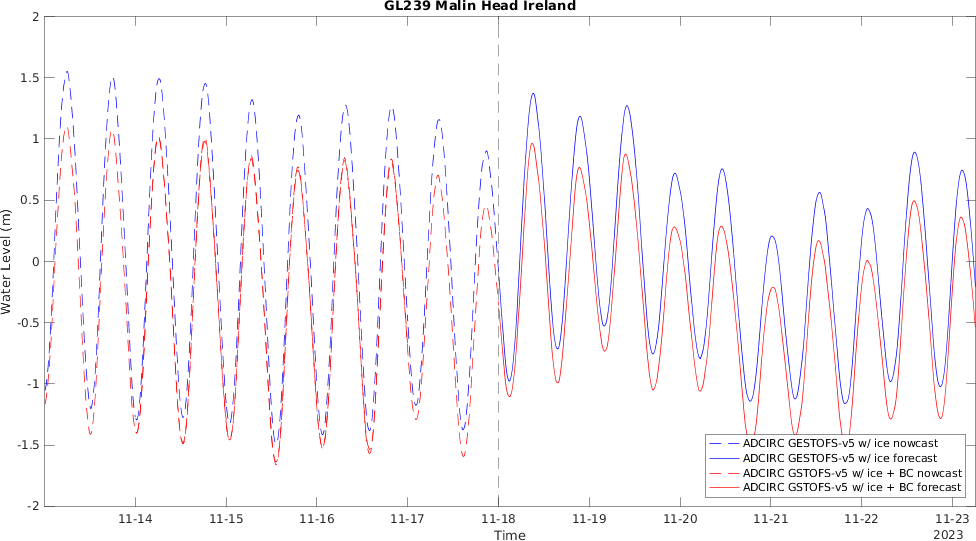 GL239 Malin Head Ireland
2
1.5
1
0.5
0
-0.5
-1
-1.5
-2
Water Level (m)
ADCIRC GESTOFS-v5 w/ ice nowcast
ADCIRC GESTOFS-v5 w/ ice forecast
ADCIRC GSTOFS-v5 w/ ice + BC nowcast
ADCIRC GSTOFS-v5 w/ ice + BC forecast
11-14 11-15 11-16 11-17 11-18 11-19 11-20 11-21 11-22 11-23
Time
2023